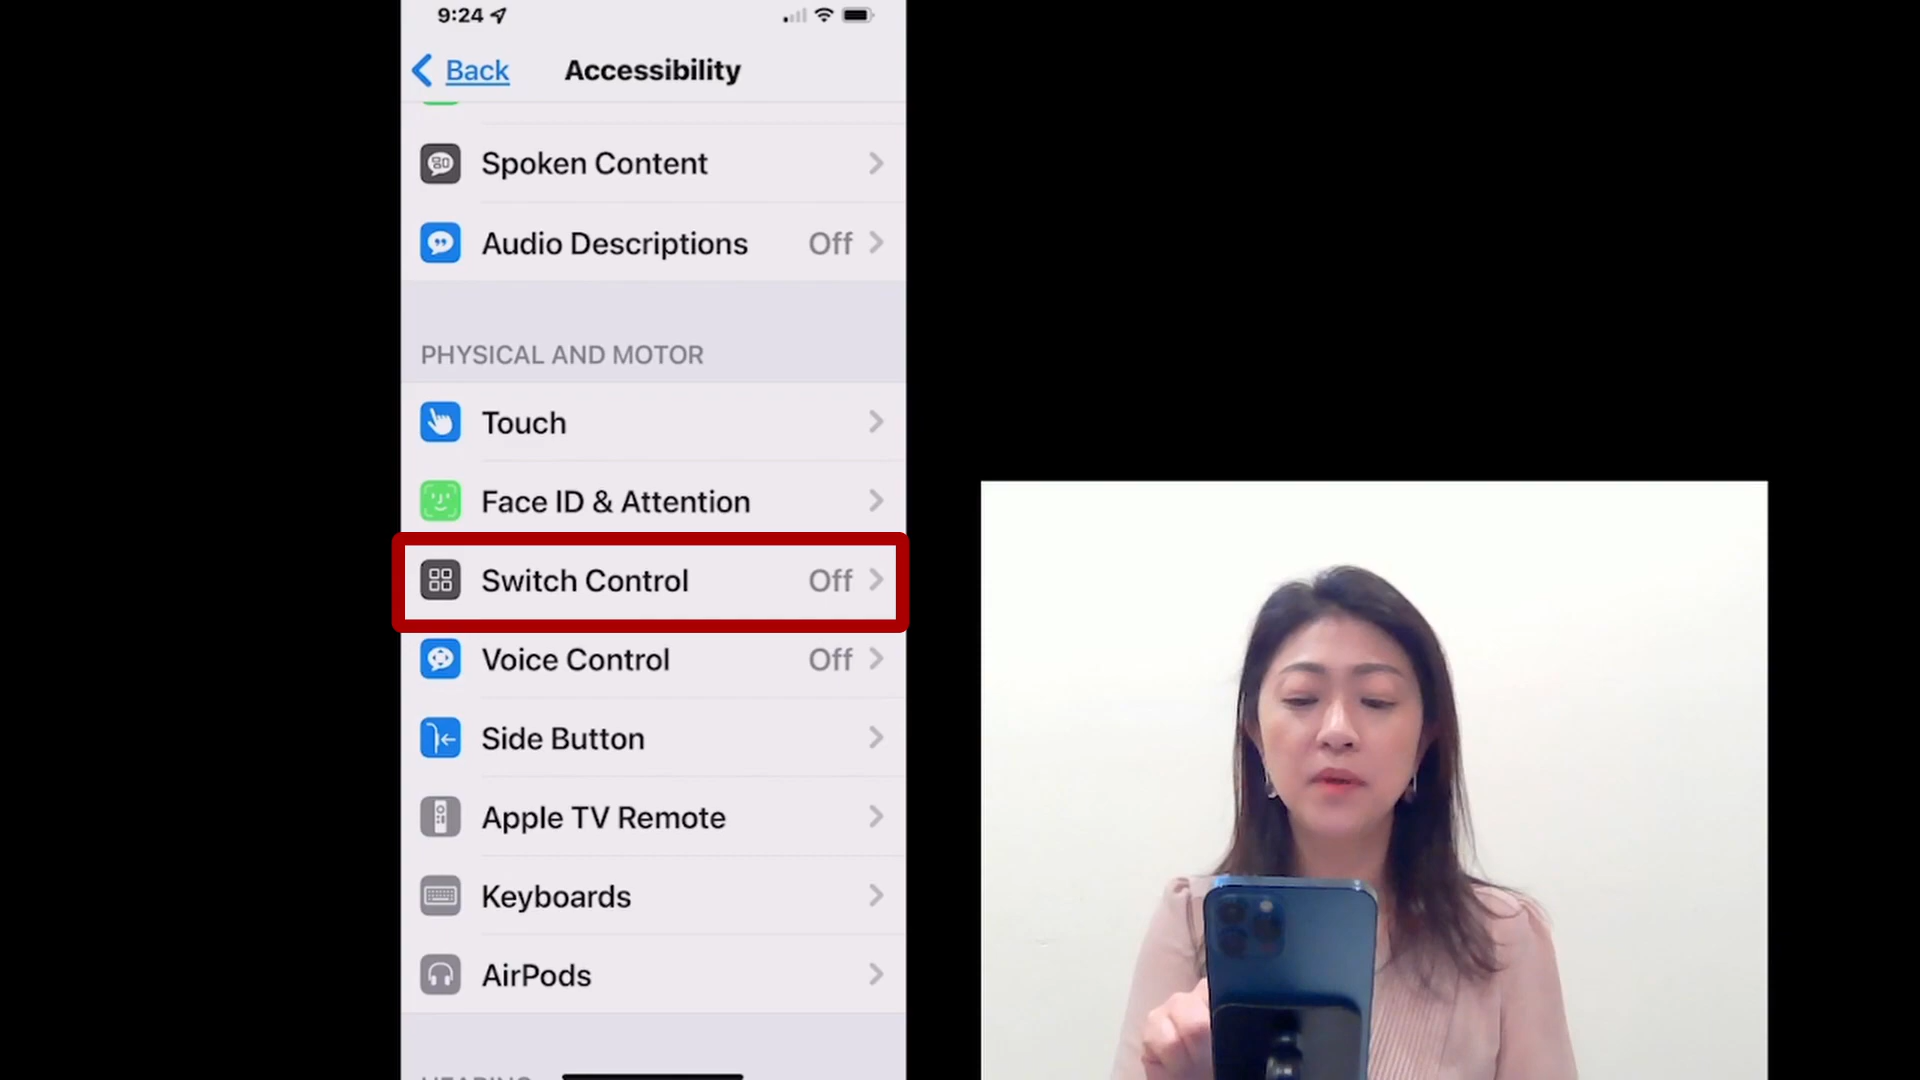 9:24
Back
Accessibility
Spoken Content
Audio Descriptions Off
PHYSICAL AND MOTOR
Touch
Face ID & Attention
Switch Control Off
Voice Control Off
Side Button
Apple TV Remote
Keyboards
AirPods
HEARING